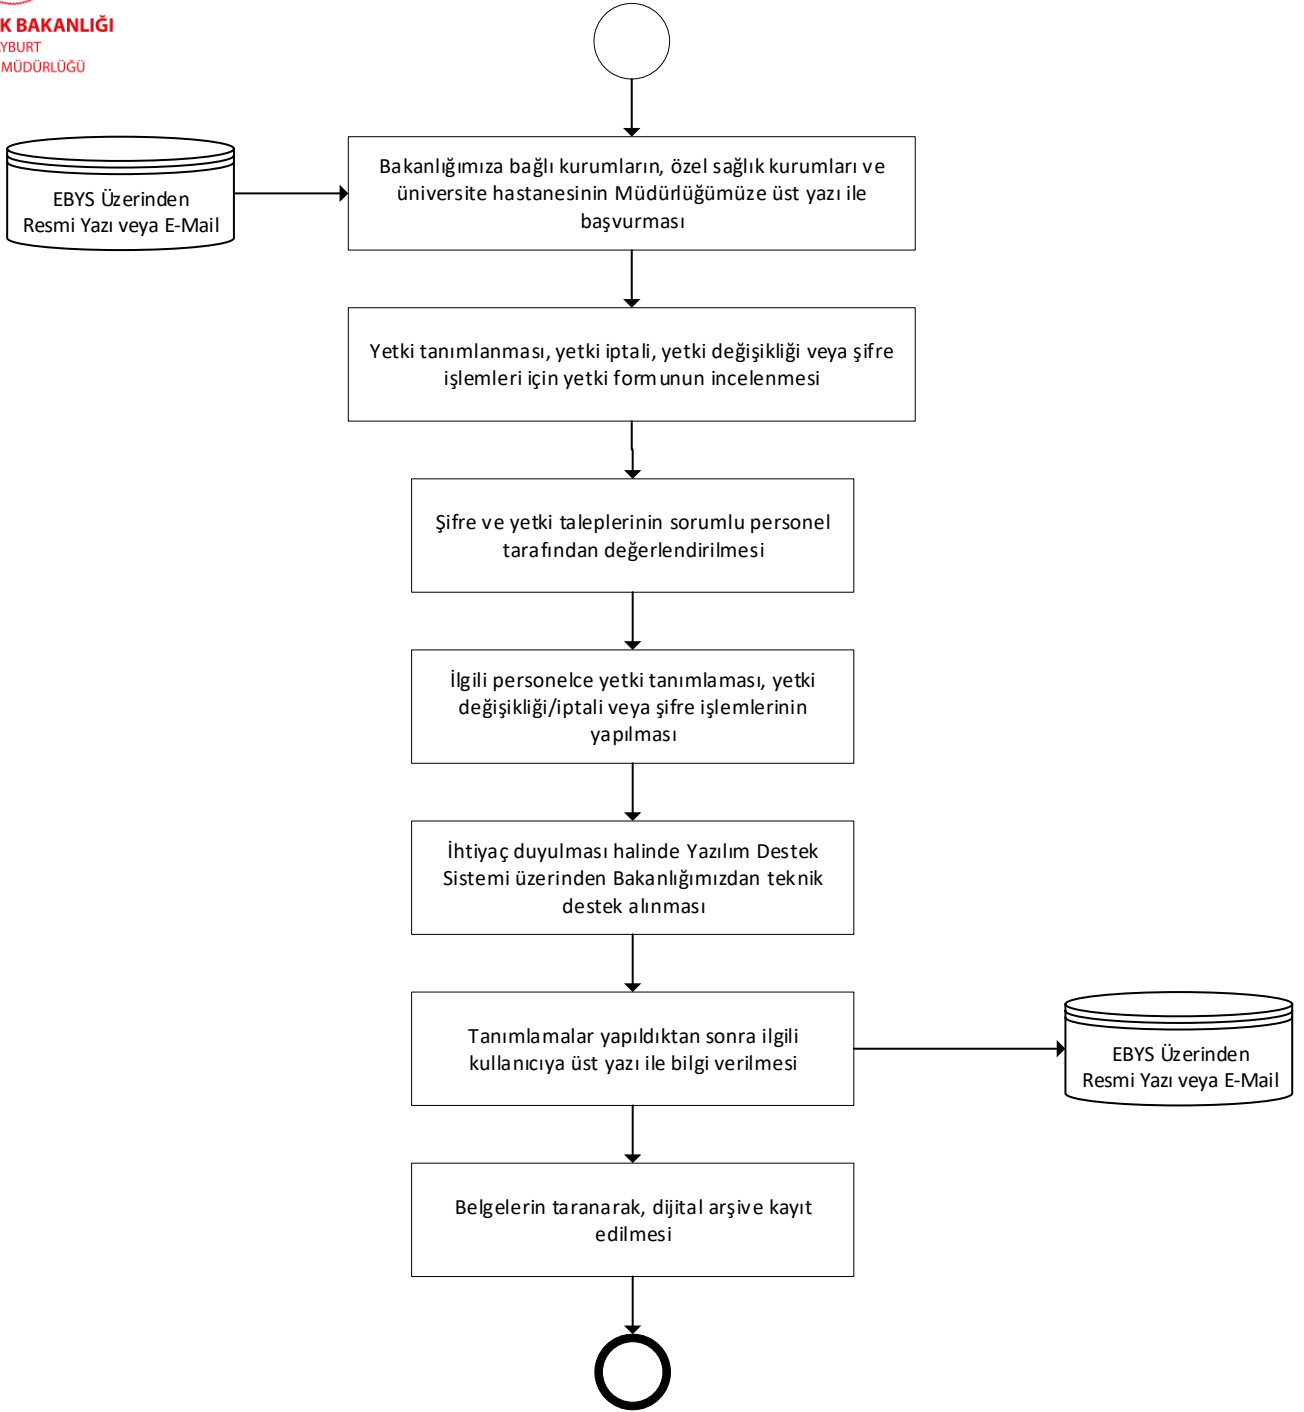 K BAKANLIĞI
YBURT
MÜDÜRLÜĞÜ
Bakanlığımıza bağlı kurumların, özel sağlık kurumları ve
üniversite hastanesinin Müdürlüğümüze üst yazı ile
başvurması
EBYS Üzerinden
Resmi Yazı veya E-Mail
Yetki tanımlanması, yetki iptali, yetki değişikliği veya şifre
işlemleri için yetki formunun incelenmesi
Şifre ve yetki taleplerinin sorumlu personel
tarafından değerlendirilmesi
İlgili personelce yetki tanımlaması, yetki
değişikliği/iptali veya şifre işlemlerinin
yapılması
İhtiyaç duyulması halinde Yazılım Destek
Sistemi üzerinden Bakanlığımızdan teknik
destek alınması
Tanımlamalar yapıldıktan sonra ilgili
kullanıcıya üst yazı ile bilgi verilmesi
EBYS Üzerinden
Resmi Yazı veya E-Mail
Belgelerin taranarak, dijital arşive kayıt
edilmesi